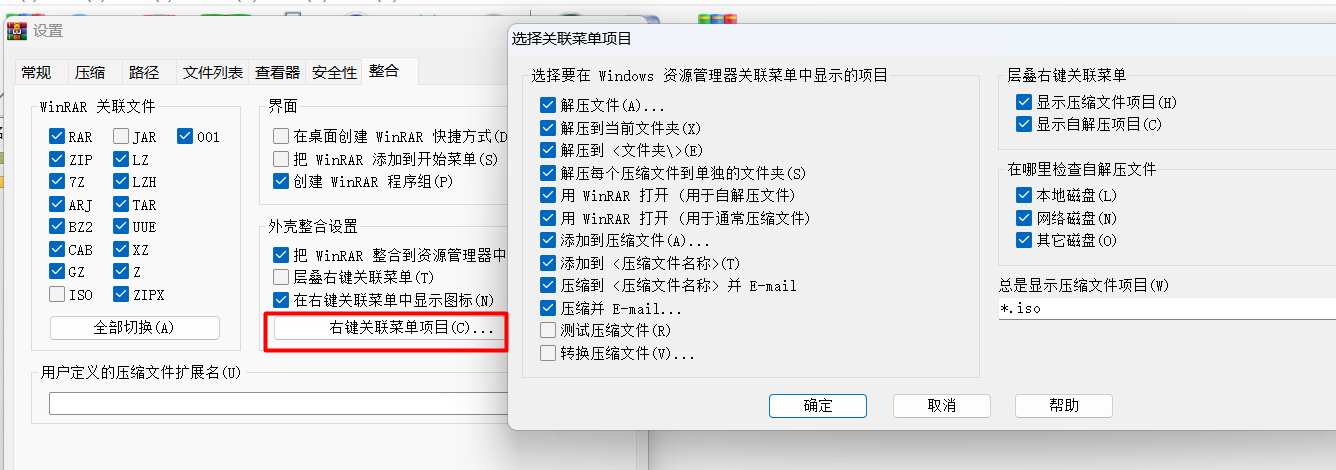 设置
常规 压缩 路径 文件列表 查看器 安全性 整合
WinRAR 关联文件
RAR JAR 001
ZIP LZ
7Z LZH
ARJ TAR
BZ2 UUE
CAB XZ
GZ Z
ISO ZIPX
全部切换(A)
界面
在桌面创建 WinRAR 快捷方式(D
把 WinRAR 添加到开始菜单(S)
创建 WinRAR 程序组(P)
外壳整合设置
把 WinRAR 整合到资源管理器中
层叠右键关联菜单(T)
在右键关联菜单中显示图标(N)
右键关联菜单项目(C)...
用户定义的压缩文件扩展名(U)
选择关联菜单项目
选择要在 Windows 资源管理器关联菜单中显示的项目
解压文件(A)...
解压到当前文件夹(X)
解压到 <文件夹\>(E)
解压每个压缩文件到单独的文件夹(S)
用 WinRAR 打开 (用于自解压文件)
用 WinRAR 打开 (用于通常压缩文件)
添加到压缩文件(A)...
添加到 <压缩文件名称>(T)
压缩到 <压缩文件名称> 并 E-mail
压缩并 E-mail...
测试压缩文件(R)
转换压缩文件(V)...
层叠右键关联菜单
显示压缩文件项目(H)
显示自解压项目(C)
在哪里检查自解压文件
本地磁盘(L)
网络磁盘(N)
其它磁盘(O)
总是显示压缩文件项目(W)
*.iso
确定 取消 帮助